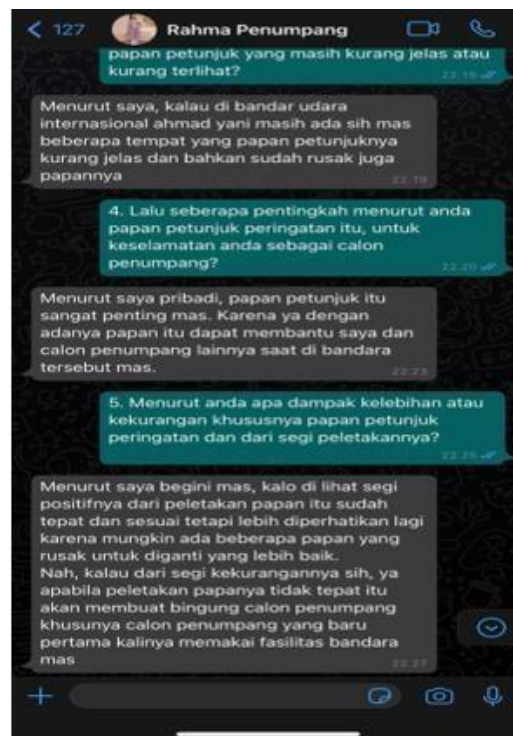 127
Rahma Penumpang
papan petunjuk yang masih kurang jelas atau
kurang terlihat?
22.19
Menurut saya, kalau di bandar udara
internasional ahmad yani masih ada sih mas
beberapa tempat yang papan petunjuknya
kurang jelas dan bahkan sudah rusak juga
papannya
22.19
4. Lalu seberapa pentingkah menurut anda
papan petunjuk peringatan itu, untuk
keselamatan anda sebagai calon
penumpang?
22.20
Menurut saya pribadi, papan petunjuk itu
sangat penting mas. Karena ya dengan
adanya papan itu dapat membantu saya dan
calon penumpang lainnya saat di bandara
tersebut mas.
22.23
5. Menurut anda apa dampak kelebihan atau
kekurangan khususnya papan petunjuk
peringatan dan dari segi peletakannya?
Menurut saya begini mas, kalo di lihat segi
positifnya dari peletakan papan itu sudah
tepat dan sesuai tetapi lebih diperhatikan lagi
karena mungkin ada beberapa papan yang
rusak untuk diganti yang lebih baik.
Nah, kalau dari segi kekurangannya sih, ya
apabila peletakan papanya tidak tepat itu
akan membuat bingung calon penumpang
khusunya calon penumpang yang baru
pertama kalinya memakai fasilitas bandara
mas
22.27